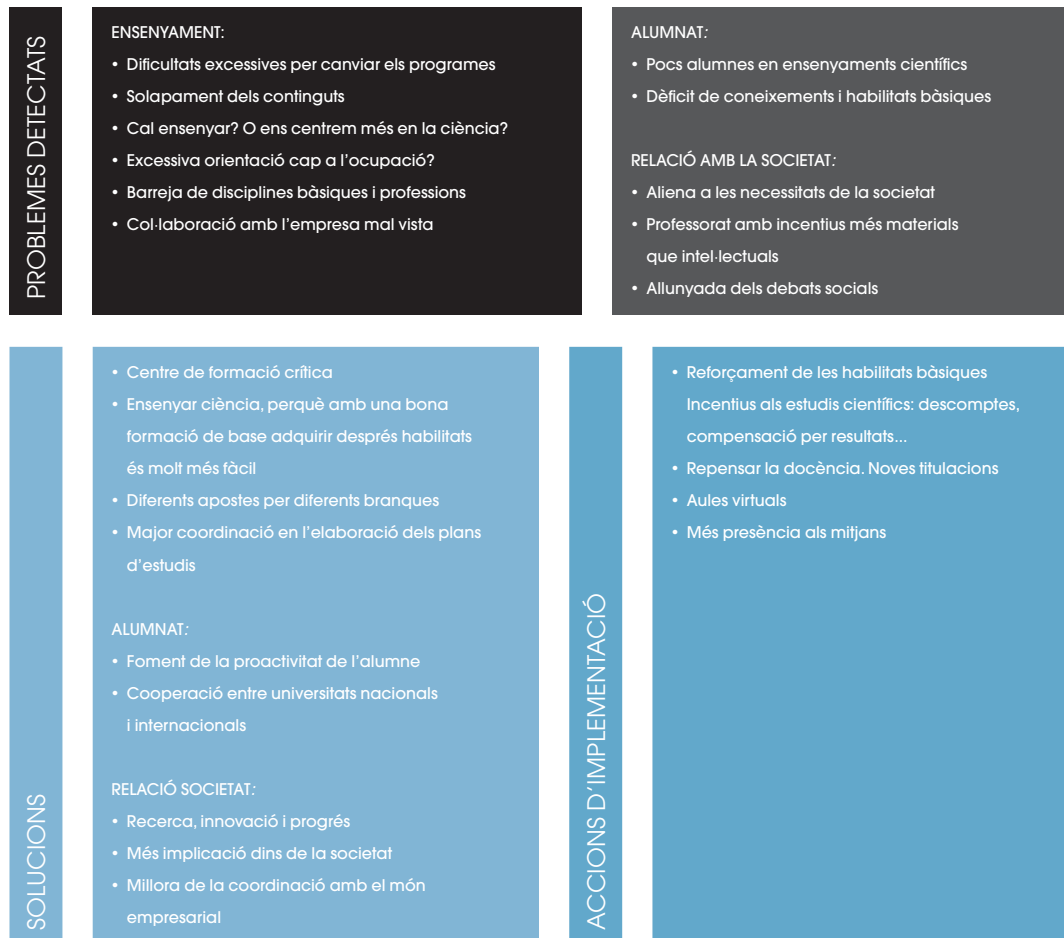 PROBLEMES DETECTATS
ENSENYAMENT:
• Dificultats excessives per canviar els programes
• Solapament dels continguts
• Cal ensenyar? O ens centrem més en la ciència?
• Excessiva orientació cap a l'ocupació?
• Barreja de disciplines bàsiques i professions
• Col·laboració amb l'empresa mal vista
ALUMNAT:
• Pocs alumnes en ensenyaments científics
• Dèficit de coneixements i habilitats bàsiques
RELACIÓ AMB LA SOCIETAT:
• Aliena a les necessitats de la societat
• Professorat amb incentius més materials
que intel·lectuals
• Allunyada dels debats socials
SOLUCIONS
• Centre de formació crítica
• Ensenyar ciència, perquè amb una bona
formació de base adquirir després habilitats
és molt més fàcil
• Diferents apostes per diferents branques
• Major coordinació en l'elaboració dels plans
d'estudis
ALUMNAT:
• Foment de la proactivitat de l'alumne
• Cooperació entre universitats nacionals
i internacionals
RELACIÓ SOCIETAT:
• Recerca, innovació i progrés
• Més implicació dins de la societat
• Millora de la coordinació amb el món
empresarial
ACCIONS D'IMPLEMENTACIÓ
• Reforçament de les habilitats bàsiques
Incentius als estudis científics: descomptes,
compensació per resultats...
• Repensar la docència. Noves titulacions
• Aules virtuals
• Més presència als mitjans